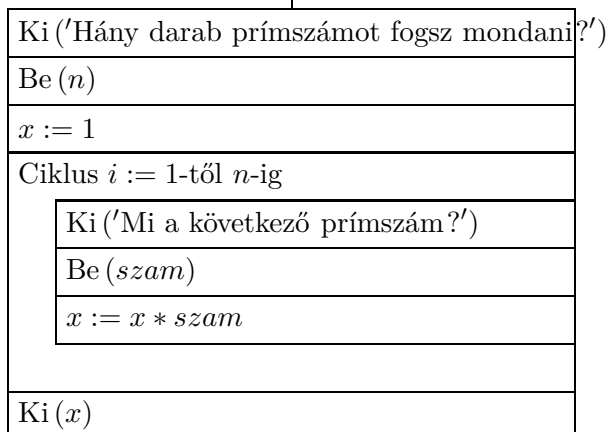 Ki('Hány darab prímszámot fogsz mondani?')
Be(n)
x := 1
Ciklus i := 1-től n-ig
Ki('Mi a következő prímszám?')
Be(szam)
x := x ∗ szam
Ki(x)